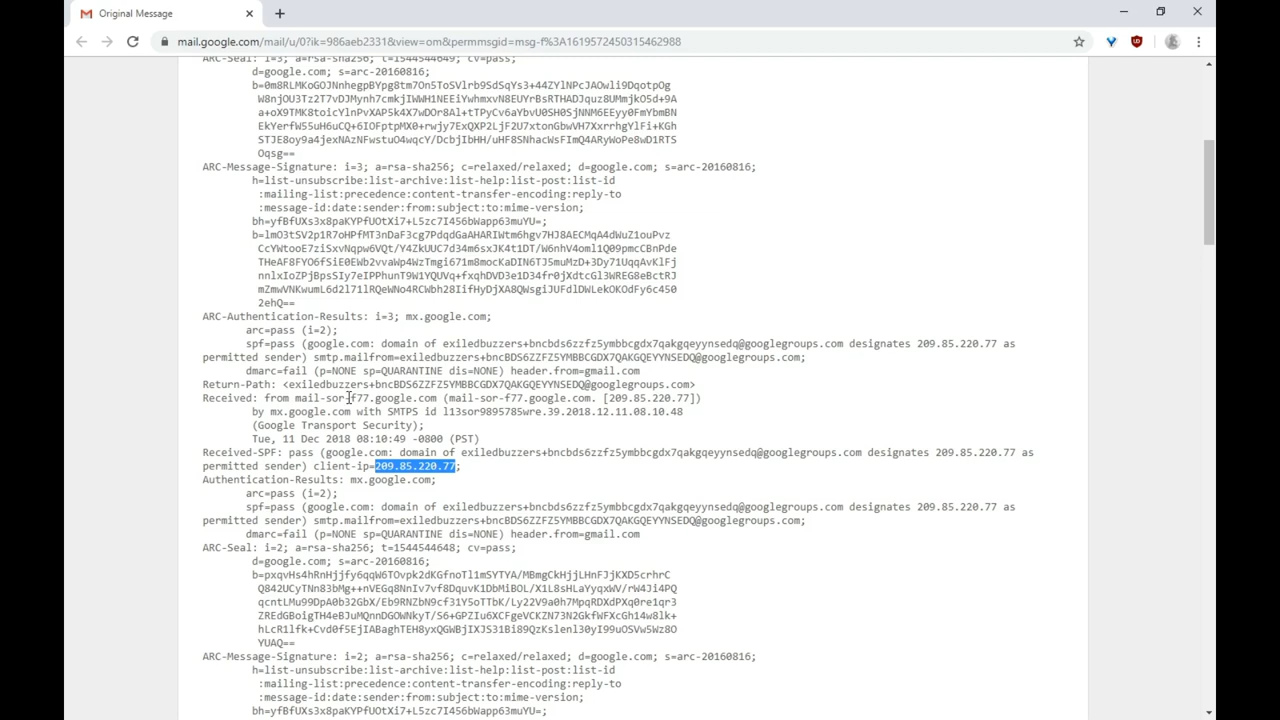 Original Message
mail.google.com/mail/u/0?ik=986aeb2331&view=om&permmsgid=msg-f%3A1619572450315462988
ARC-Seal: i=3; a=rsa-sha256; t=1544544649; cv=pass;
d=google.com; s=arc-20160816;
b=0m8RLMKoGOJNnhegpBYpg8tm7On5ToSVlrb9SdSqYs3+44ZYlNPcJAOwli9DqotpOg
W8njOU3Tz2T7vDJMynh7cmkjIWWH1NEEiYwhmxvN8EUYrBsRTHADJquz8UMmjkO5d+9A
a+oX9TMK8toicYlnPvXAP5k4X7wDOr8Al+tTPyCv6aYbvU0SH0SjNNM6EEyy0FmYbmBN
EkYerfW55uH6uCQ+6IOFptpMX0+rwjy7ExQXP2LjF2U7xtonGbwVH7XxrrhgYlFi+KGh
STJE8oy9a4jexNAzNFwstuO4wqcY/DcbjIbHH/uHF8SNhacWsFImQ4ARyWoPe8wD1RTS
Oqsg==
ARC-Message-Signature: i=3; a=rsa-sha256; c=relaxed/relaxed; d=google.com; s=arc-20160816;
h=list-unsubscribe:list-archive:list-help:list-post:list-id
:mailing-list:precedence:content-transfer-encoding:reply-to
:message-id:date:sender:from:subject:to:mime-version;
bh=yfBfUXs3x8paKYPfUOtXi7+L5zc7I456bWapp63muYU=;
b=lmO3tSV2p1R7oHPfMT3nDaF3cg7PdqdGaAHARIWtm6hgv7HJ8AECMqA4dWuZ1ouPvz
CcYWtooE7ziSxvNqpw6VQt/Y4ZkUUC7d34m6sxJK4t1DT/W6nhV4oml1Q09pmcCBnPde
THeAF8FYO6fSiE0EWb2vvaWp4WzTmgi671m8mocKaDIN6TJ5muMzD+3Dy71UqqAvKlFj
nnlxIoZPjBpsSIy7eIPPhunT9W1YQUVq+fxqhDVD3e1D34fr0jXdtcGl3WREG8eBctRJ
mZmwVNKwumL6d2l71lRQeWNo4RCWbh28IifHyDjXA8QWsgiJUFdlDWLekOKOdFy6c450
2ehQ==
ARC-Authentication-Results: i=3; mx.google.com;
arc=pass (i=2);
spf=pass (google.com: domain of exiledbuzzers+bncbds6zzfz5ymbbcgdx7qakgqeyynsedq@googlegroups.com designates 209.85.220.77 as
permitted sender) smtp.mailfrom=exiledbuzzers+bncBDS6ZZFZ5YMBBCGDX7QAKGQEYYNSEDQ@googlegroups.com;
dmarc=fail (p=NONE sp=QUARANTINE dis=NONE) header.from=gmail.com
Return-Path: <exiledbuzzers+bncBDS6ZZFZ5YMBBCGDX7QAKGQEYYNSEDQ@googlegroups.com>
Received: from mail-sor-f77.google.com (mail-sor-f77.google.com. [209.85.220.77])
by mx.google.com with SMTPS id l13sor9895785wre.39.2018.12.11.08.10.48
(Google Transport Security);
Tue, 11 Dec 2018 08:10:49 -0800 (PST)
Received-SPF: pass (google.com: domain of exiledbuzzers+bncbds6zzfz5ymbbcgdx7qakgqeyynsedq@googlegroups.com designates 209.85.220.77 as
permitted sender) client-ip=209.85.220.77;
Authentication-Results: mx.google.com;
arc=pass (i=2);
spf=pass (google.com: domain of exiledbuzzers+bncbds6zzfz5ymbbcgdx7qakgqeyynsedq@googlegroups.com designates 209.85.220.77 as
permitted sender) smtp.mailfrom=exiledbuzzers+bncBDS6ZZFZ5YMBBCGDX7QAKGQEYYNSEDQ@googlegroups.com;
dmarc=fail (p=NONE sp=QUARANTINE dis=NONE) header.from=gmail.com
ARC-Seal: i=2; a=rsa-sha256; t=1544544648; cv=pass;
d=google.com; s=arc-20160816;
b=pxqvHs4hRnHjjfy6qqW6TOvpk2dKGfnoTl1mSYTYA/MBmgCkHjjLHnFJjKXD5crhrC
Q842UCyTNn83bMg++nVEGq8NnIv7vf8DquvK1DbMiBOL/X1L8sHLaYyqxWV/rW4Ji4PQ
qcntLMu99DpA0b32GbX/Eb9RNZbN9cf31Y5oTTbK/Ly22V9a0h7MpqRDXdPXq0re1qr3
ZREdGBoigTH4eBJuMQnnDGOWNkyT/S6+GPZIu6XCFgeVCKZN73N2GkfWFXcGh14w8lk+
hLcR1lfk+Cvd0f5EjIABaghTEH8yxQGWBjIXJS31Bi89QzKslenl30yI99uOSVw5Wz8O
YUAQ==
ARC-Message-Signature: i=2; a=rsa-sha256; c=relaxed/relaxed; d=google.com; s=arc-20160816;
h=list-unsubscribe:list-archive:list-help:list-post:list-id
:mailing-list:precedence:content-transfer-encoding:reply-to
:message-id:date:sender:from:subject:to:mime-version;
bh=yfBfUXs3x8paKYPfUOtXi7+L5zc7I456bWapp63muYU=;